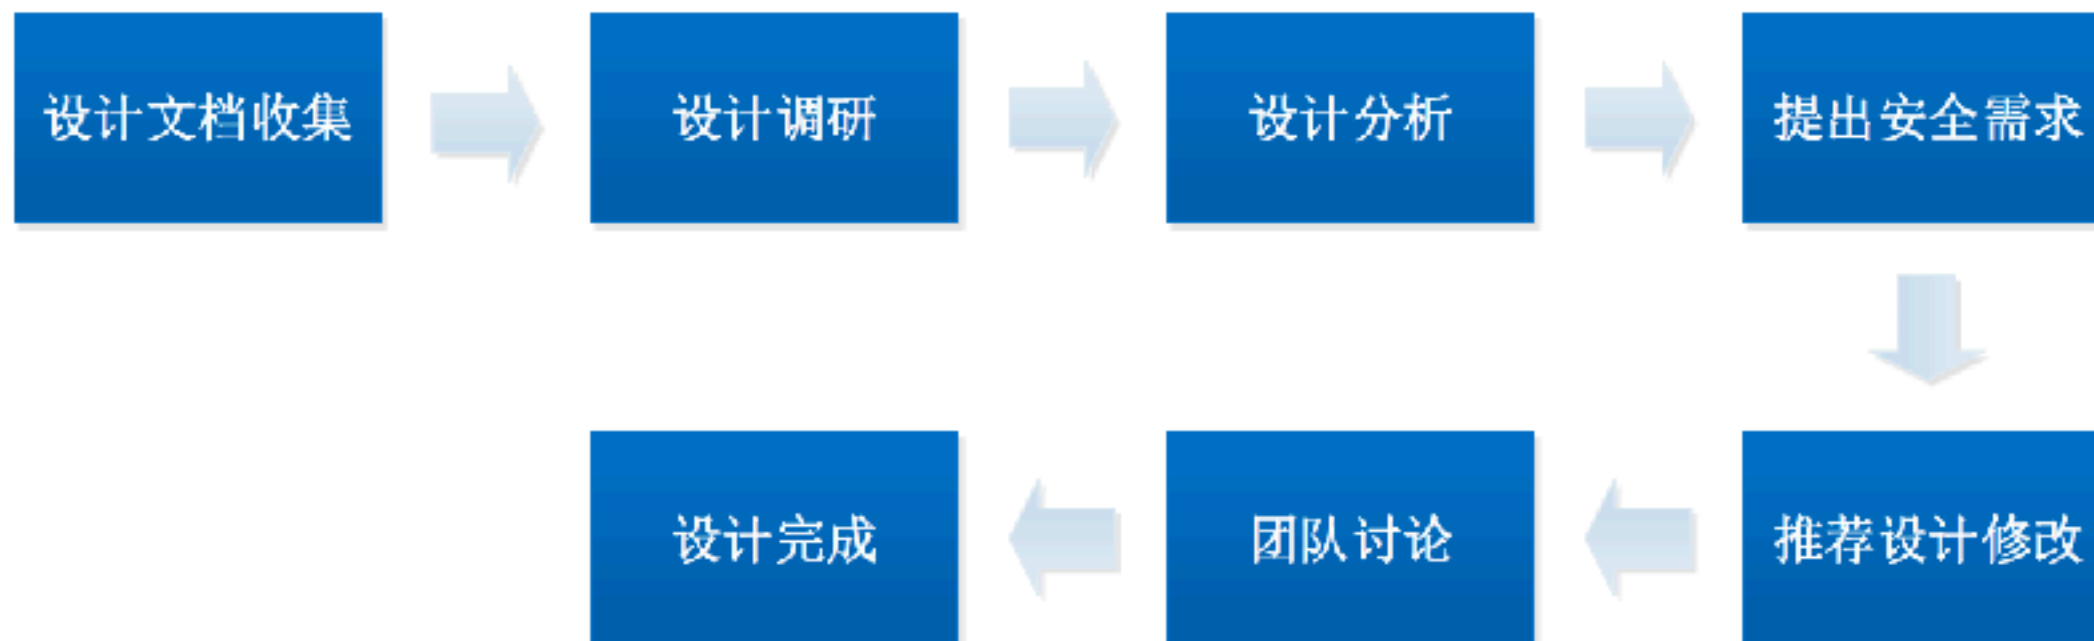 设计文档收集
设计调研
设计分析
提出安全需求
推荐设计修改
团队讨论
设计完成